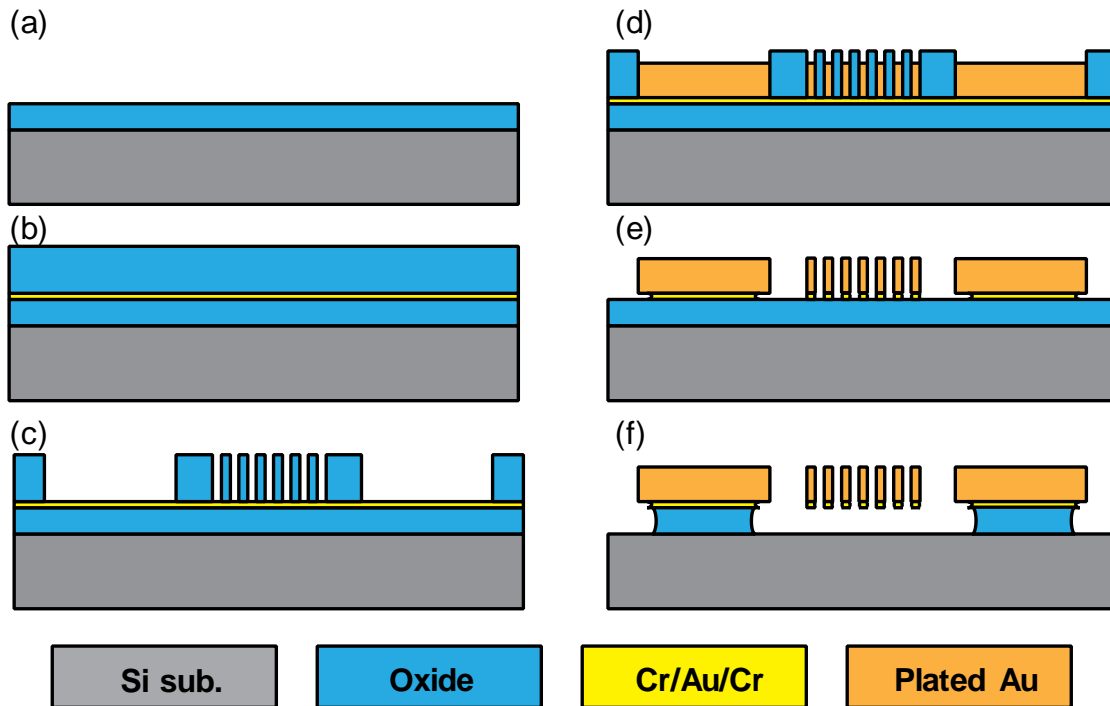 (a)
(b)
(c)
(d)
(e)
(f)
Si sub.
Oxide
Cr/Au/Cr
Plated Au